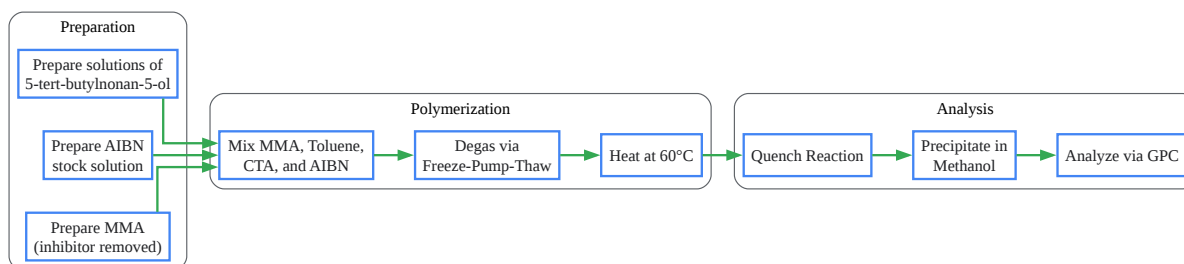 Preparation
Prepare solutions of
5-tert-butylnonan-5-ol
Prepare AIBN
stock solution
Prepare MMA
(inhibitor removed)
Polymerization
Mix MMA, Toluene,
CTA, and AIBN
Degas via
Freeze-Pump-Thaw
Heat at 60°C
Analysis
Quench Reaction
Precipitate in
Methanol
Analyze via GPC